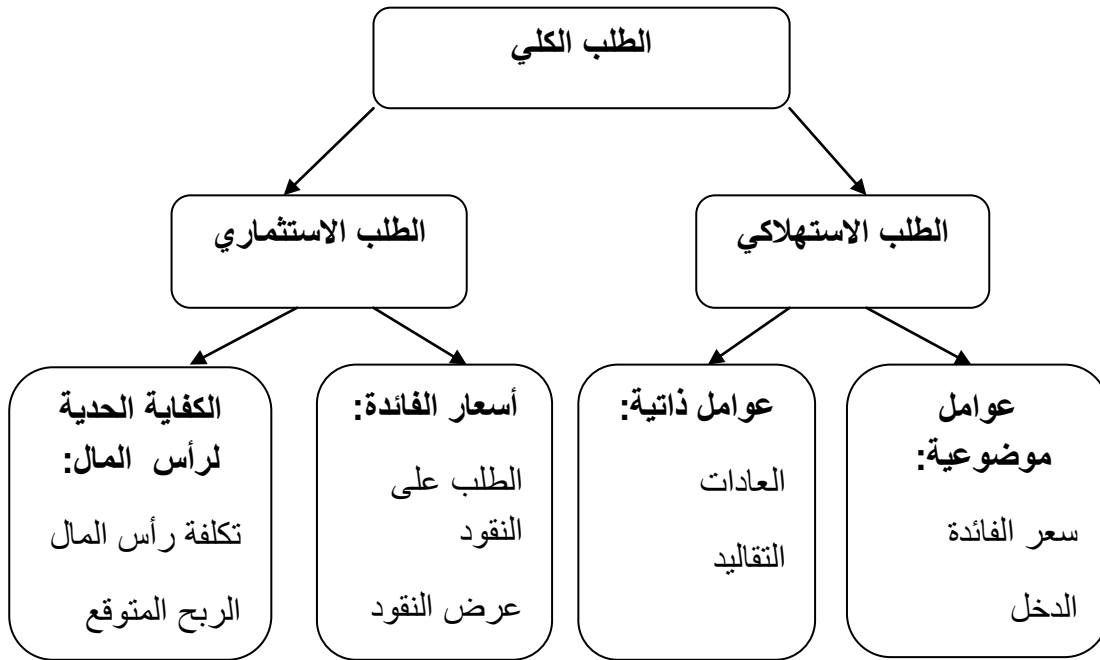 الطلب الكلي
الطلب الاستهلاكي
الطلب الاستثماري
عوامل
موضوعية:
سعر الفائدة
الدخل
عوامل ذاتية:
العادات
التقاليد
أسعار الفائدة:
الطلب على
النقود
عرض النقود
الكفاية الحدية
لرأس المال:
تكلفة رأس المال
الربح المتوقع